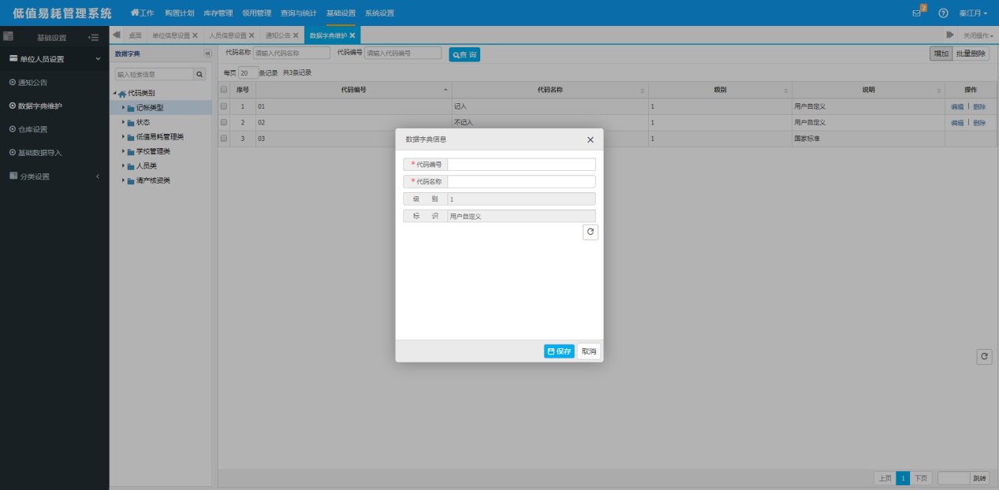 低值易耗管理系统 工作 购置计划 库存管理 领用管理 查询与统计 基础设置 系统设置 2 秦江月
基础设置 桌面 单位信息设置 人员信息设置 通知公告 数据字典维护 关闭操作
单位人员设置
通知公告
数据字典维护
仓库设置
基础数据导入
分类设置
数据字典
输入检索信息
代码类别
记帐类型
状态
低值易耗管理类
学校管理类
人员类
清产核资类
代码名称 请输入代码名称 代码编号 请输入代码编号 查 询 增加 批量删除
每页 20 条记录 共3条记录
序号 代码编号 代码名称 级别 说明 操作
1 01 记入 1 用户自定义 编辑 | 删除
2 02 不记入 1 用户自定义 编辑 | 删除
3 03 1 国家标准
数据字典信息
* 代码编号
* 代码名称
级 别 1
标 识 用户自定义
保存 取消
上页 1 下页 跳转